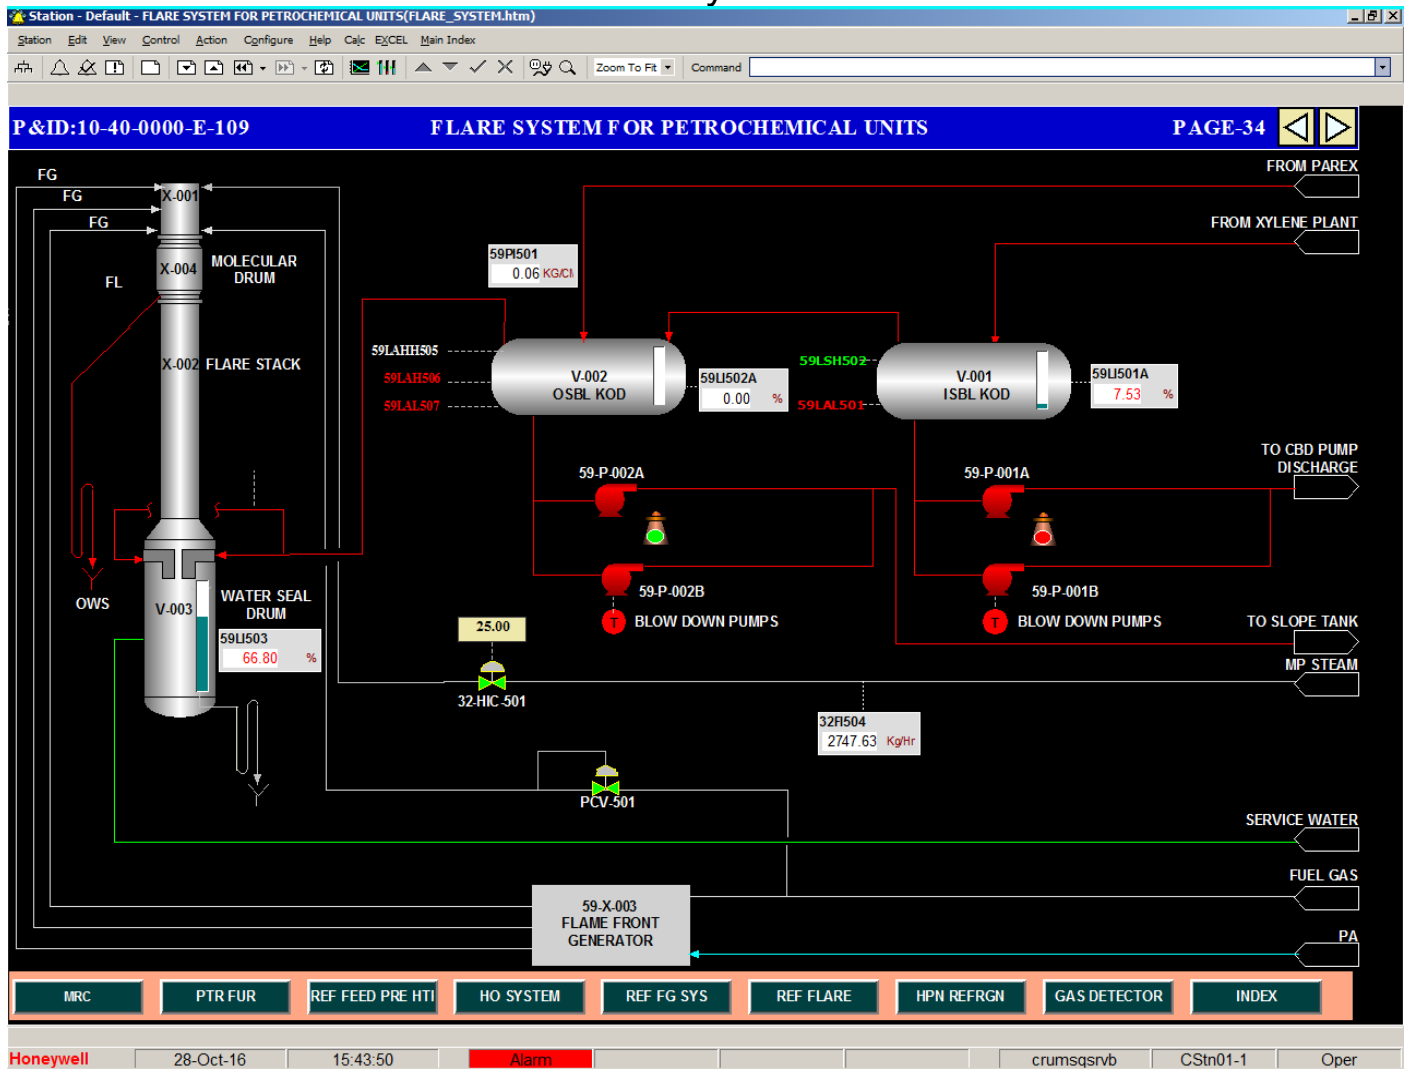 Station - Default - FLARE SYSTEM FOR PETROCHEMICAL UNITS(FLARE_SYSTEM.htm)
Station Edit View Control Action Configure Help Calc EXCEL Main Index
Zoom To Fit Command
P&ID:10-40-0000-E-109 FLARE SYSTEM FOR PETROCHEMICAL UNITS PAGE-34
FROM PAREX
FG
FG
X-001
FG
FROM XYLENE PLANT
59PI501
0.06 KG/CM
MOLECULAR
DRUM
X-004
FL
59LAHH505
59LAH506
59LAL507
X-002 FLARE STACK
V-002
OSBL KOD
59LI502A
0.00 %
59LSH502
59LAL501
V-001
ISBL KOD
59LI501A
7.53 %
TO CBD PUMP
DISCHARGE
59-P-002A
59-P-001A
59-P-002B
59-P-001B
T BLOW DOWN PUMPS
T BLOW DOWN PUMPS
OWS
V-003
WATER SEAL
DRUM
59LI503
66.80 %
25.00
TO SLOPE TANK
MP STEAM
32-HIC-501
32FI504
2747.63 Kg/Hr
PCV-501
SERVICE WATER
FUEL GAS
59-X-003
FLAME FRONT
GENERATOR
PA
MRC PTR FUR REF FEED PRE HTI HO SYSTEM REF FG SYS REF FLARE HPN REFRGN GAS DETECTOR INDEX
Honeywell 28-Oct-16 15:43:50 Alarm crumsqsrvb CStn01-1 Oper